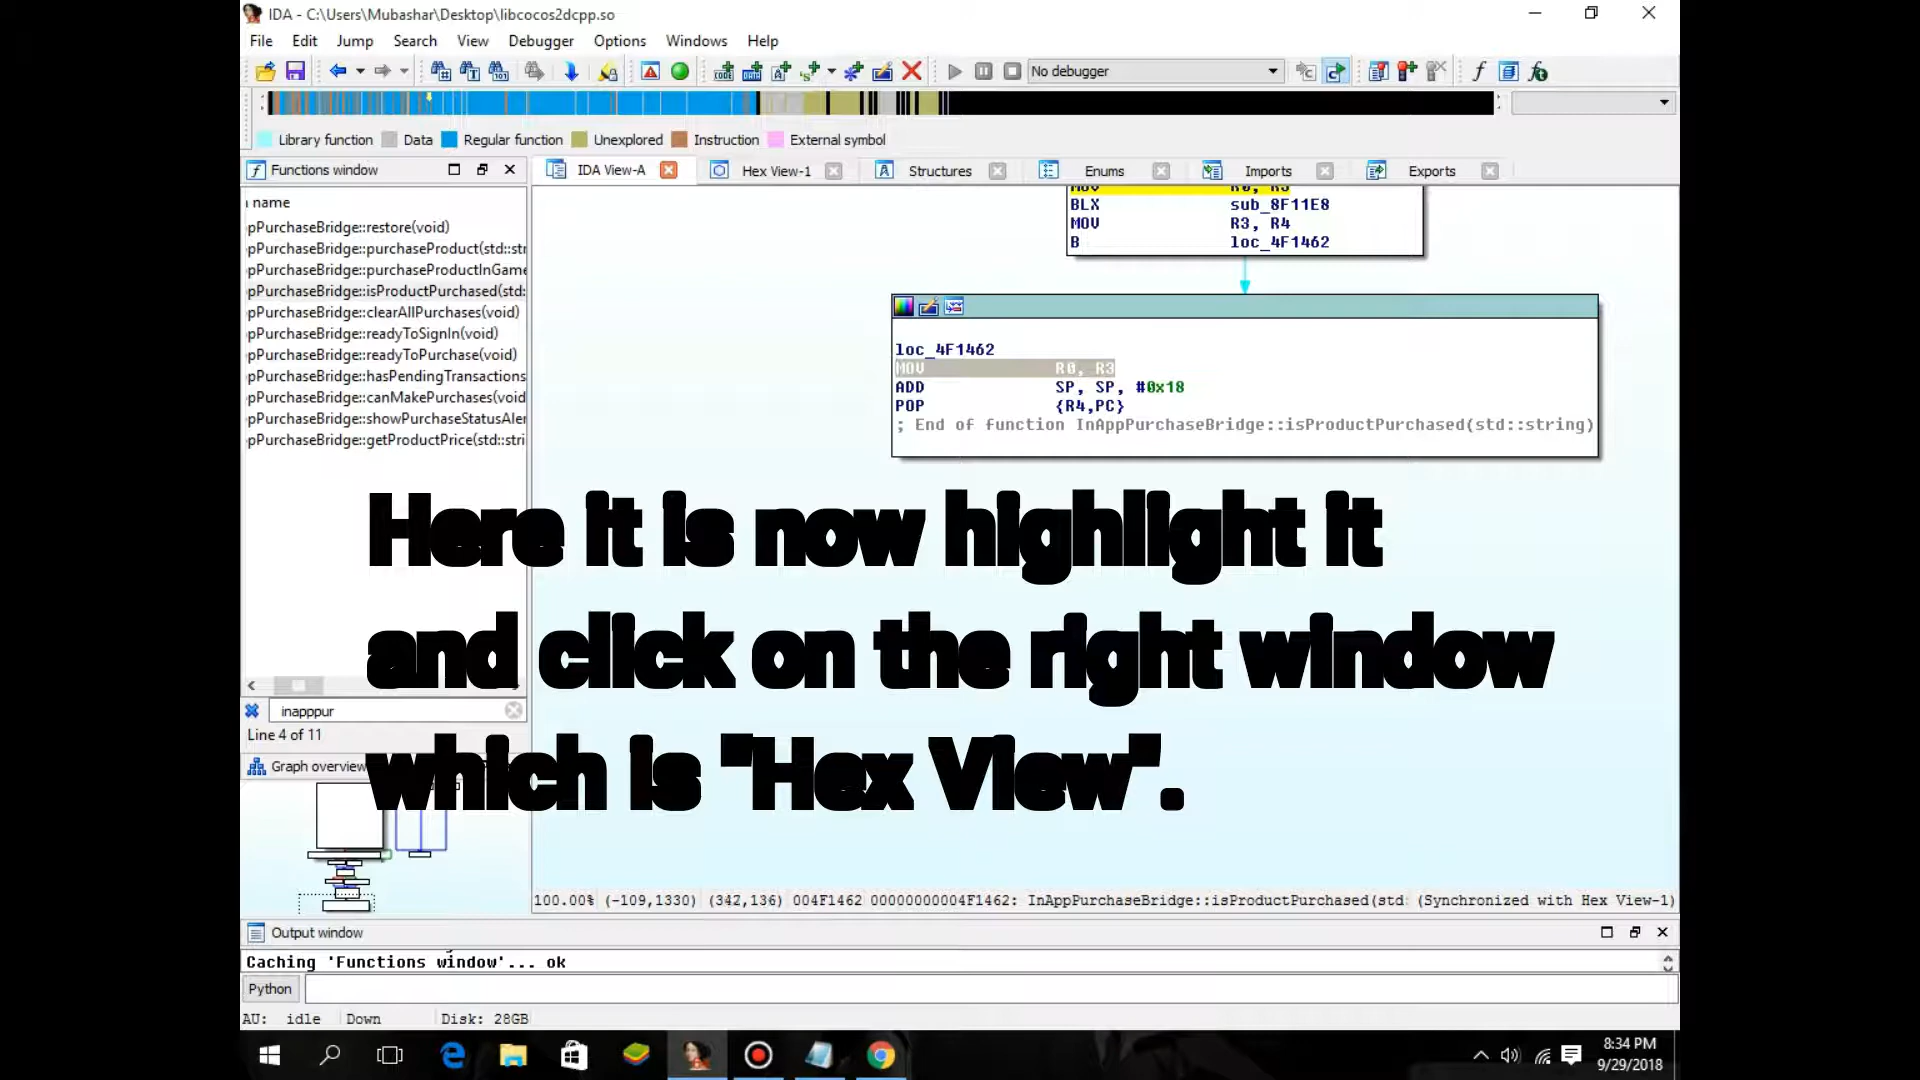 IDA - C:\Users\Mubashar\Desktop\libcocos2dcpp.so
File Edit Jump Search View Debugger Options Windows Help
No debugger
Library function Data Regular function Unexplored Instruction External symbol
Functions window
IDA View-A Hex View-1 Structures Enums Imports Exports
name
pPurchaseBridge::restore(void)
pPurchaseBridge::purchaseProduct(std::str
pPurchaseBridge::purchaseProductInGame
pPurchaseBridge::isProductPurchased(std:
pPurchaseBridge::clearAllPurchases(void)
pPurchaseBridge::readyToSignIn(void)
pPurchaseBridge::readyToPurchase(void)
pPurchaseBridge::hasPendingTransactions
pPurchaseBridge::canMakePurchases(void
pPurchaseBridge::showPurchaseStatusAler
pPurchaseBridge::getProductPrice(std::stri
MOV R0, R5
BLX sub_8F11E8
MOV R3, R4
B loc_4F1462
loc_4F1462
MOV R0, R3
ADD SP, SP, #0x18
POP {R4,PC}
; End of function InAppPurchaseBridge::isProductPurchased(std::string)
Here it is now highlight it
and click on the right window
which is "Hex View".
inapppur
Line 4 of 11
Graph overview
100.00% (-109,1330) (342,136) 004F1462 00000000004F1462: InAppPurchaseBridge::isProductPurchased(std: (Synchronized with Hex View-1)
Output window
Caching 'Functions window'... ok
Python
AU: idle Down Disk: 28GB
8:34 PM
9/29/2018